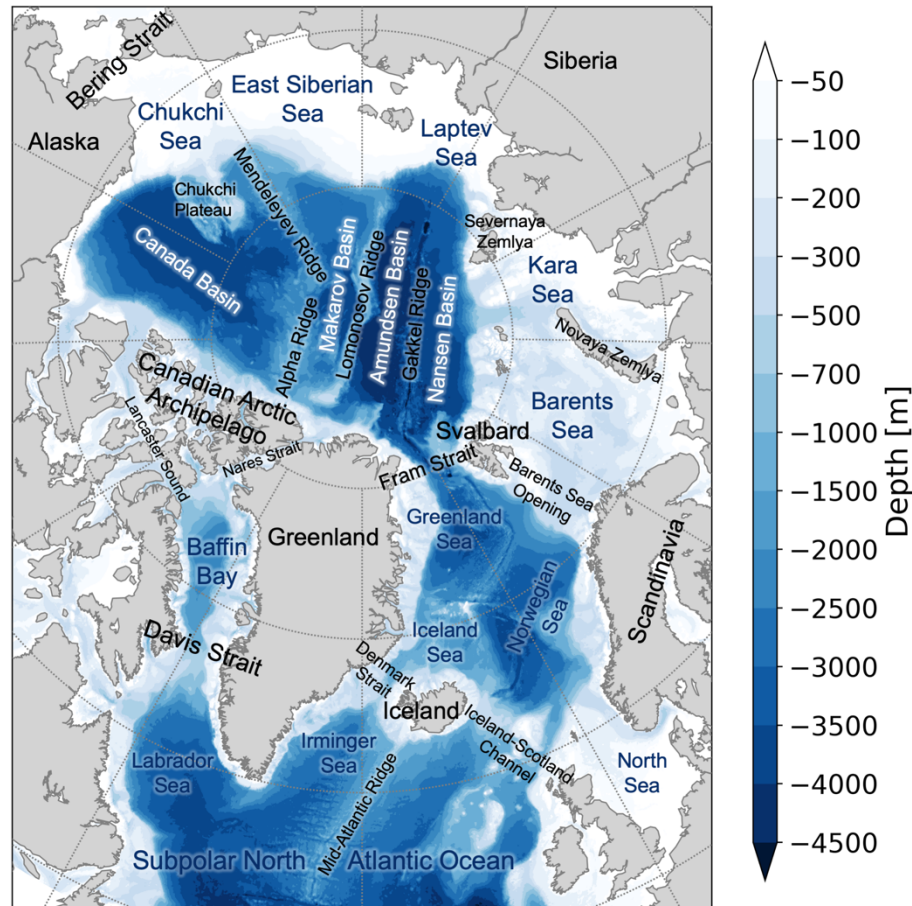 Bering Strait
Siberia
East Siberian
Sea
Chukchi
Sea
Alaska
Laptev
Sea
Mendeleyev Ridge
Chukchi
Plateau
Severnaya
Zemlya
Canada Basin
Makarov Basin
Lomonosov Ridge
Amundsen Basin
Gakkel Ridge
Nansen Basin
Kara
Sea
Novaya Zemlya
Alpha Ridge
Canadian Arctic
Archipelago
Lancaster Sound
Nares Strait
Barents
Sea
Svalbard
Fram Strait
Barents Sea
Opening
Greenland
Greenland
Sea
Baffin
Bay
Scandinavia
Norwegian
Sea
Iceland
Sea
Davis Strait
Denmark
Strait
Iceland
Iceland-Scotland
Channel
Irminger
Sea
Labrador
Sea
North
Sea
Mid-Atlantic Ridge
Subpolar North
Atlantic Ocean
−50
−100
−200
−300
−500
−700
−1000
−1500
−2000
−2500
−3000
−3500
−4000
−4500
Depth [m]